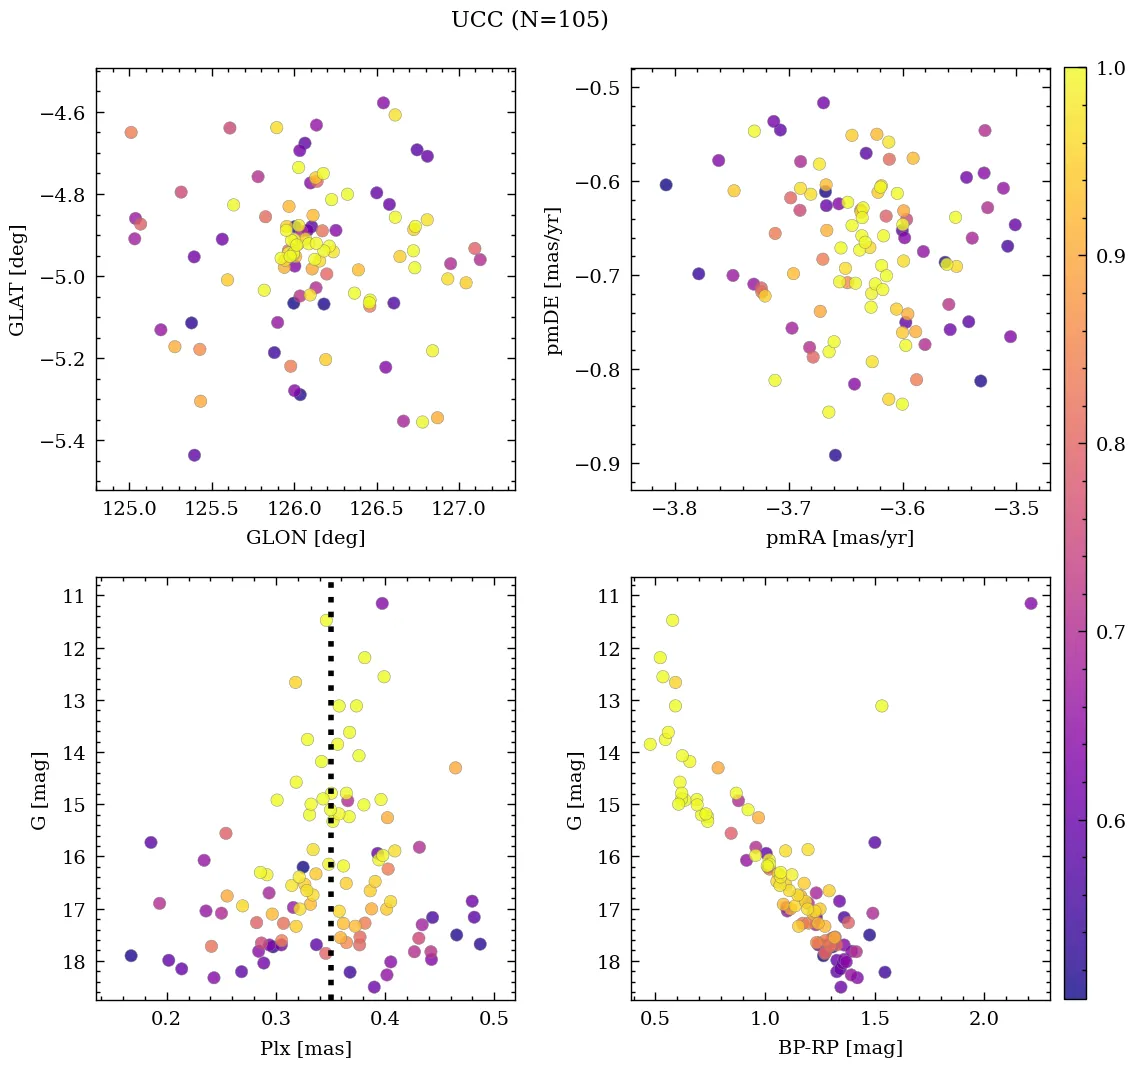 UCC (N=105)
−4.6
−4.8
−5.0
−5.2
−5.4
GLAT [deg]
125.0 125.5 126.0 126.5 127.0
GLON [deg]
−0.5
−0.6
−0.7
−0.8
−0.9
pmDE [mas/yr]
−3.8 −3.7 −3.6 −3.5
pmRA [mas/yr]
1.0
0.9
0.8
0.7
0.6
11
12
13
14
15
16
17
18
G [mag]
0.2 0.3 0.4 0.5
Plx [mas]
11
12
13
14
15
16
17
18
G [mag]
0.5 1.0 1.5 2.0
BP-RP [mag]